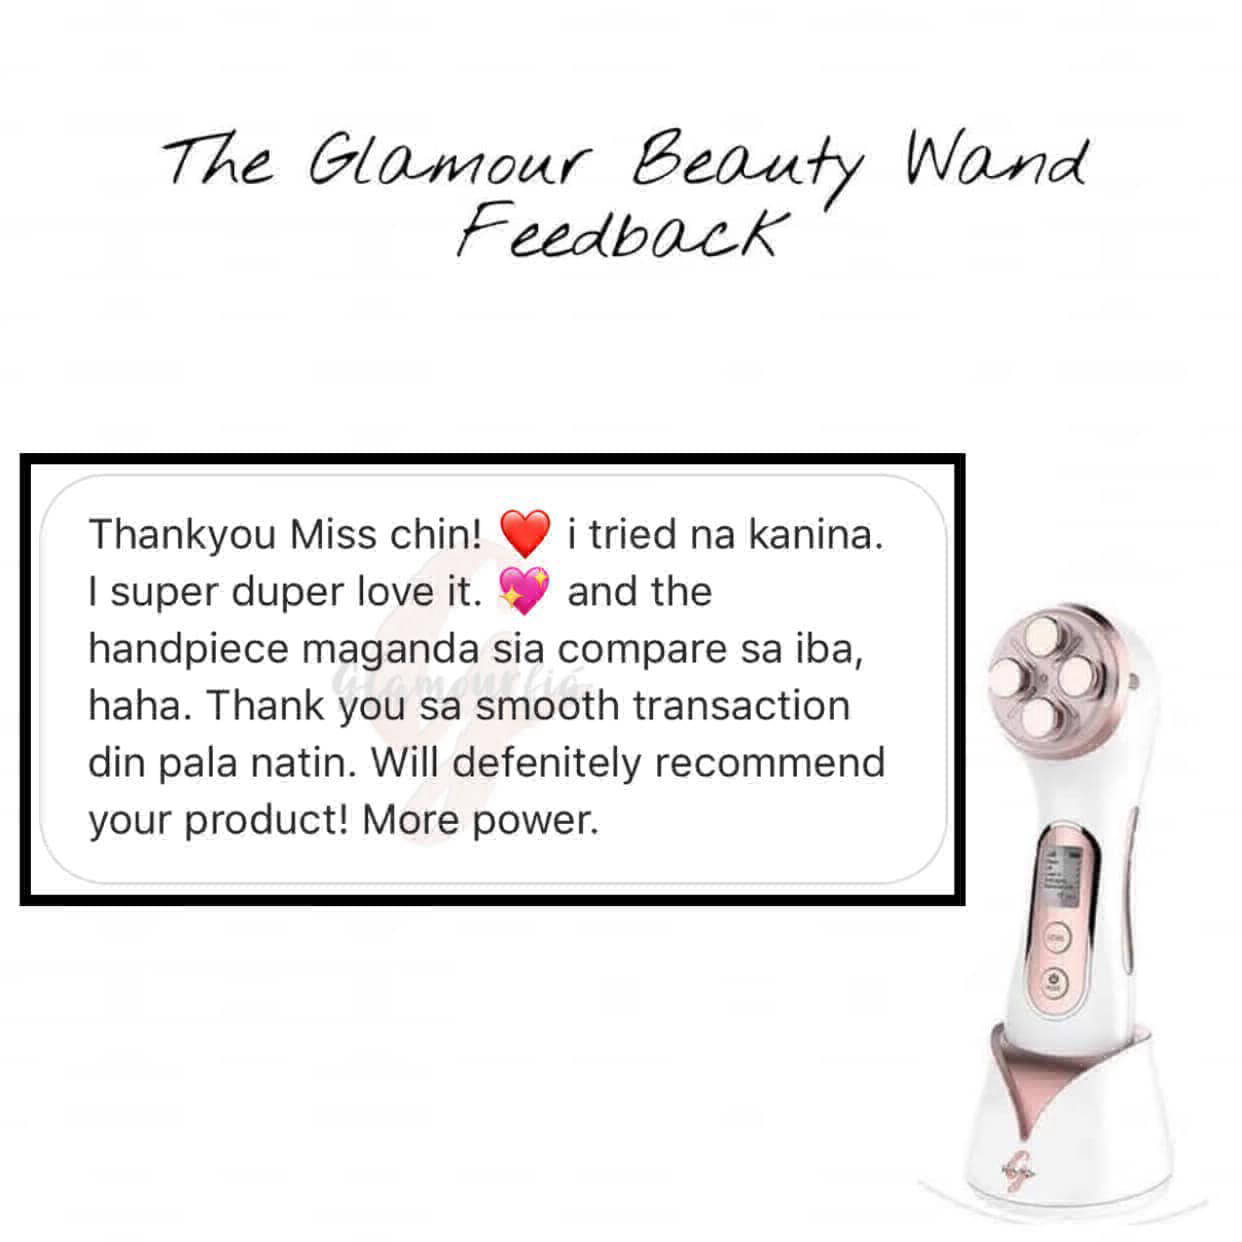 The Glamour Beauty Wand
Feedback
Thankyou Miss chin! ❤️ i tried na kanina.
I super duper love it. 💖 and the
handpiece maganda sia compare sa iba,
haha. Thank you sa smooth transaction
din pala natin. Will defenitely recommend
your product! More power.